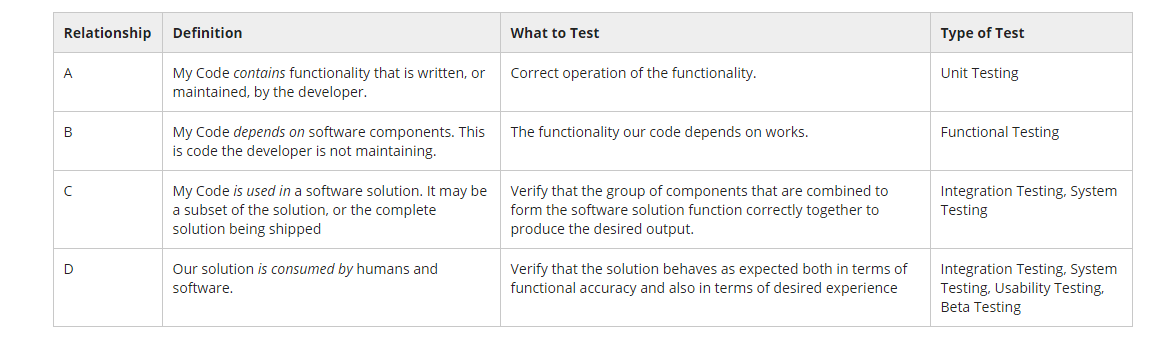 Relationship Definition What to Test Type of Test
A
My Code contains functionality that is written, or
maintained, by the developer.
Correct operation of the functionality.
Unit Testing
B
My Code depends on software components. This
is code the developer is not maintaining.
The functionality our code depends on works.
Functional Testing
C
My Code is used in a software solution. It may be
a subset of the solution, or the complete
solution being shipped
Verify that the group of components that are combined to
form the software solution function correctly together to
produce the desired output.
Integration Testing, System
Testing
D
Our solution is consumed by humans and
software.
Verify that the solution behaves as expected both in terms of
functional accuracy and also in terms of desired experience
Integration Testing, System
Testing, Usability Testing,
Beta Testing